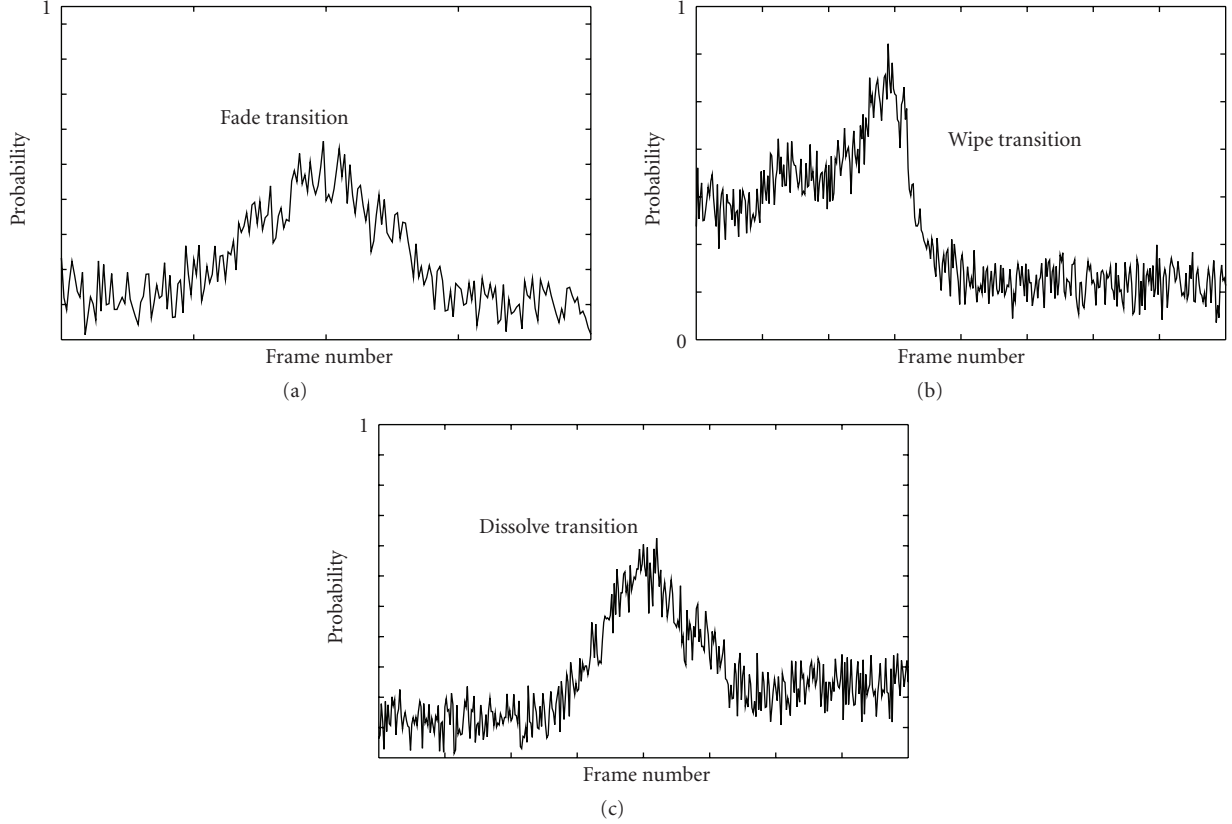 1
Probability
Fade transition
Frame number
(a)
1
Probability
Wipe transition
0
Frame number
(b)
1
Probability
Dissolve transition
Frame number
(c)